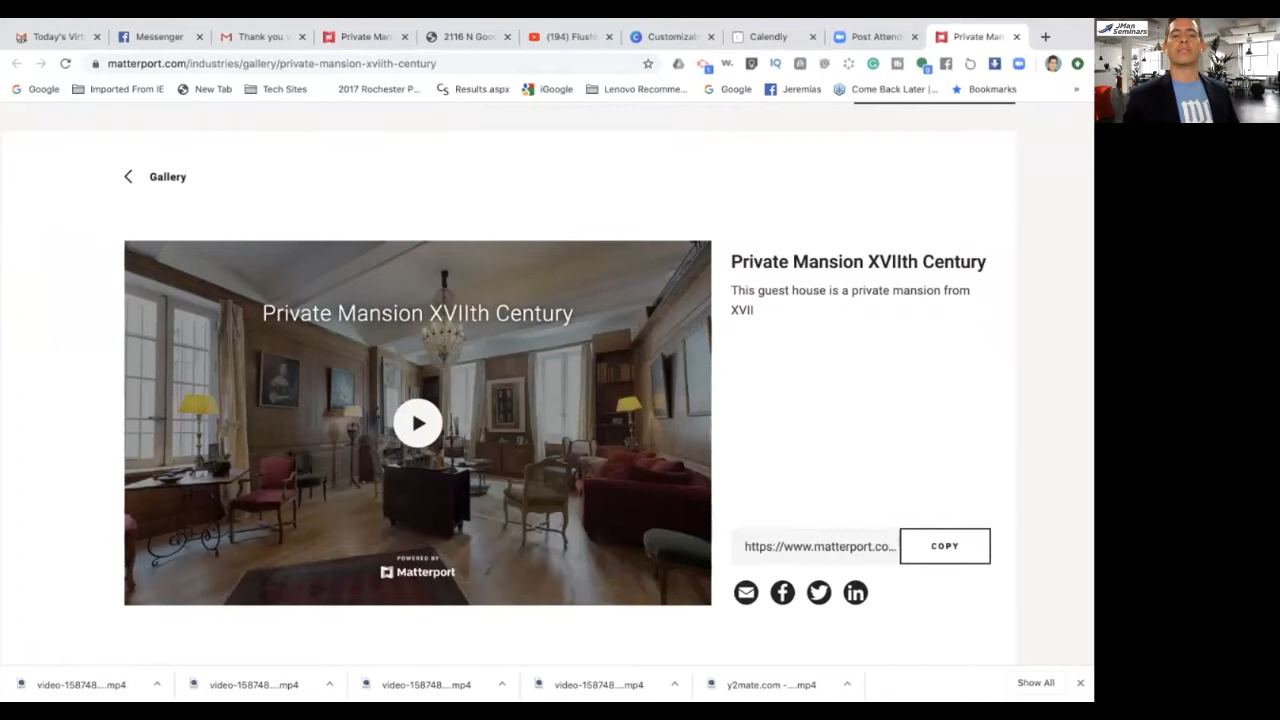 Today's Virt
Messenger
Thank you v
Private Man
2116 N Goo
(194) Flushi
Customizab
Calendly
Post Attend
Private Man
matterport.com/industries/gallery/private-mansion-xviith-century
Google
Imported From IE
New Tab
Tech Sites
2017 Rochester P...
Results.aspx
iGoogle
Lenovo Recomme...
Google
Jeremias
Come Back Later |...
Bookmarks
»
JMan
Seminars
Gallery
Private Mansion XVIIth Century
POWERED BY
Matterport
Private Mansion XVIIth Century
This guest house is a private mansion from
XVII
https://www.matterport.co...
COPY
video-158748....mp4
video-158748....mp4
video-158748....mp4
video-158748....mp4
y2mate.com -....mp4
Show All